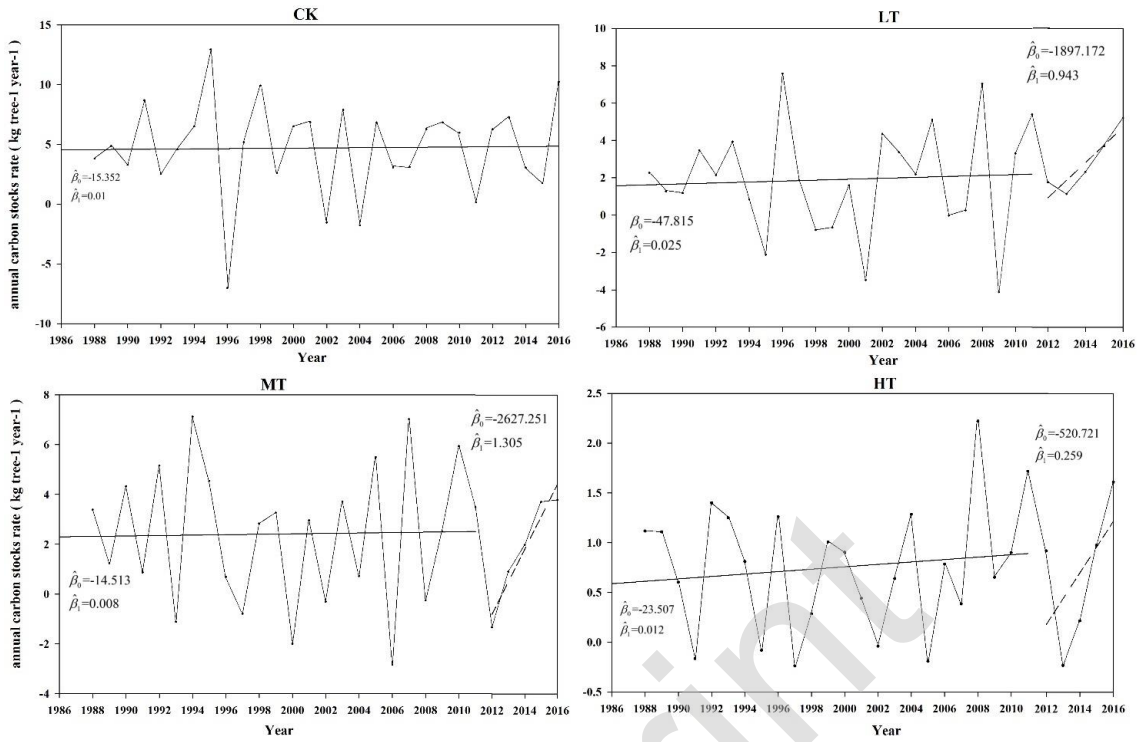 CK
15
10
5
0
-5
-10
annual carbon stocks rate ( kg tree-1 year-1 )
β̂₀=-15.352
β̂₁=0.01
1986 1988 1990 1992 1994 1996 1998 2000 2002 2004 2006 2008 2010 2012 2014 2016
Year
LT
10
8
6
4
2
0
-2
-4
-6
β̂₀=-1897.172
β̂₁=0.943
β₀=-47.815
β̂₁=0.025
1986 1988 1990 1992 1994 1996 1998 2000 2002 2004 2006 2008 2010 2012 2014 2016
Year
MT
8
6
4
2
0
-2
-4
annual carbon stocks rate ( kg tree-1 year-1 )
β̂₀=-2627.251
β̂₁=1.305
β̂₀=-14.513
β̂₁=0.008
1986 1988 1990 1992 1994 1996 1998 2000 2002 2004 2006 2008 2010 2012 2014 2016
Year
HT
2.5
2.0
1.5
1.0
0.5
0.0
-0.5
β̂₀=-520.721
β̂₁=0.259
β̂₀=-23.507
β̂₁=0.012
1986 1988 1990 1992 1994 1996 1998 2000 2002 2004 2006 2008 2010 2012 2014 2016
Year
rint